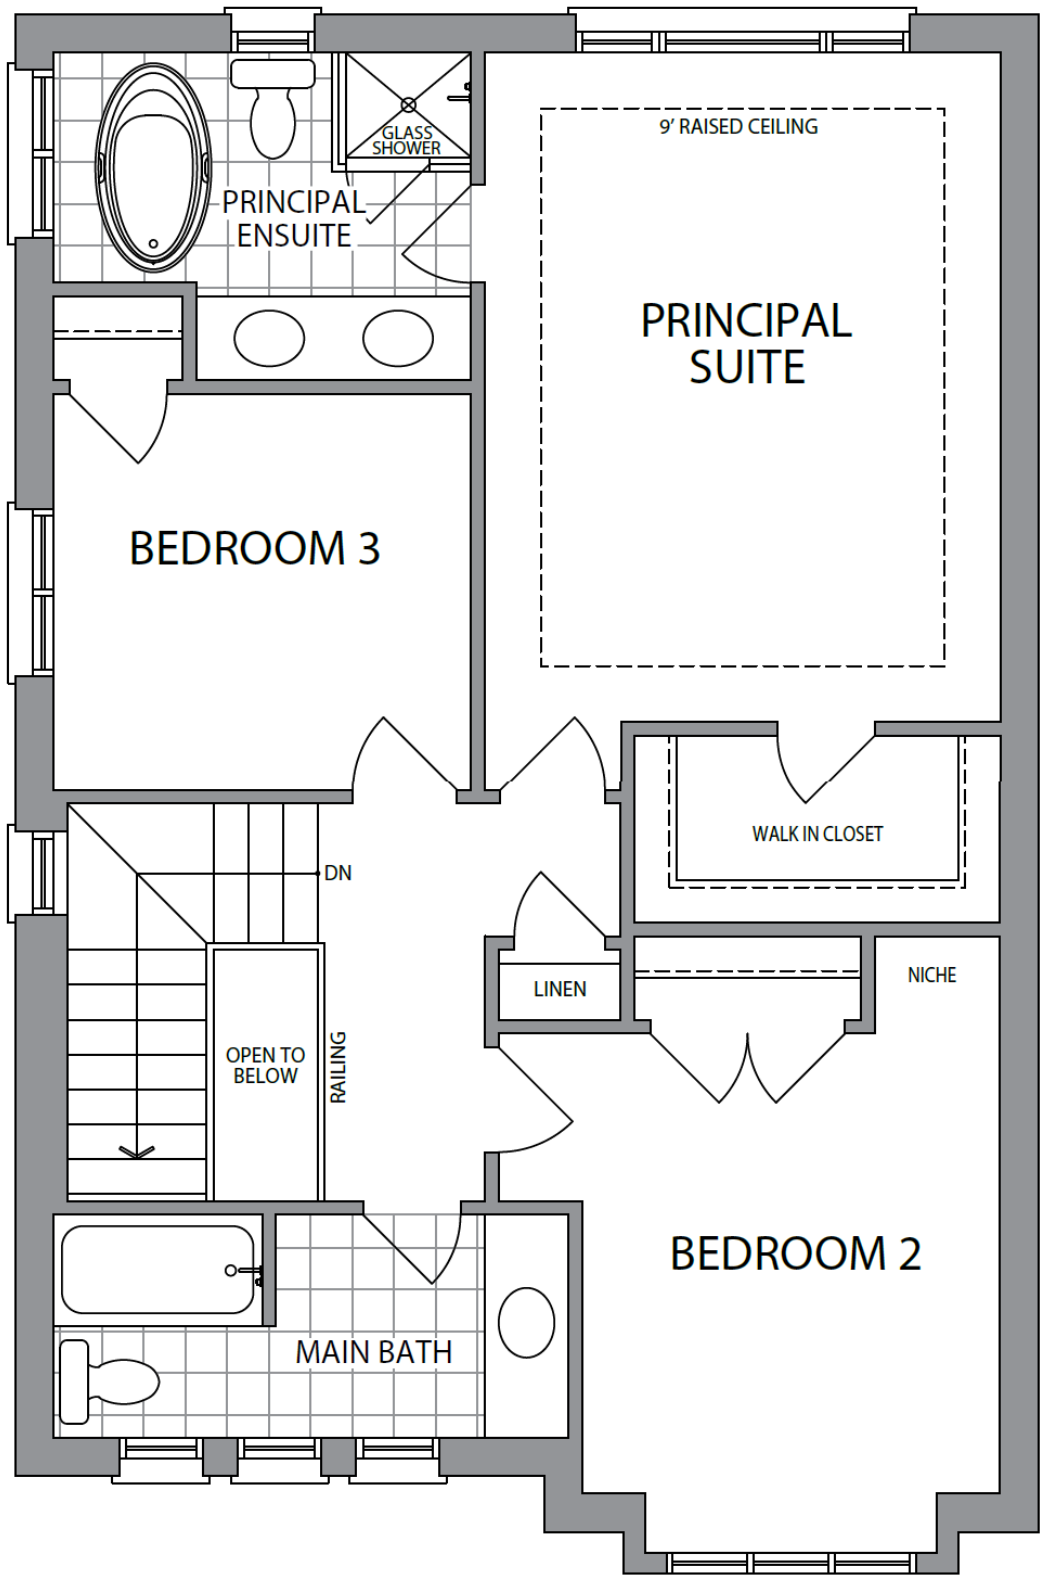 9' RAISED CEILING
GLASS
SHOWER
PRINCIPAL
ENSUITE
PRINCIPAL
SUITE
BEDROOM 3
WALK IN CLOSET
DN
LINEN
NICHE
OPEN TO
BELOW
RAILING
BEDROOM 2
MAIN BATH